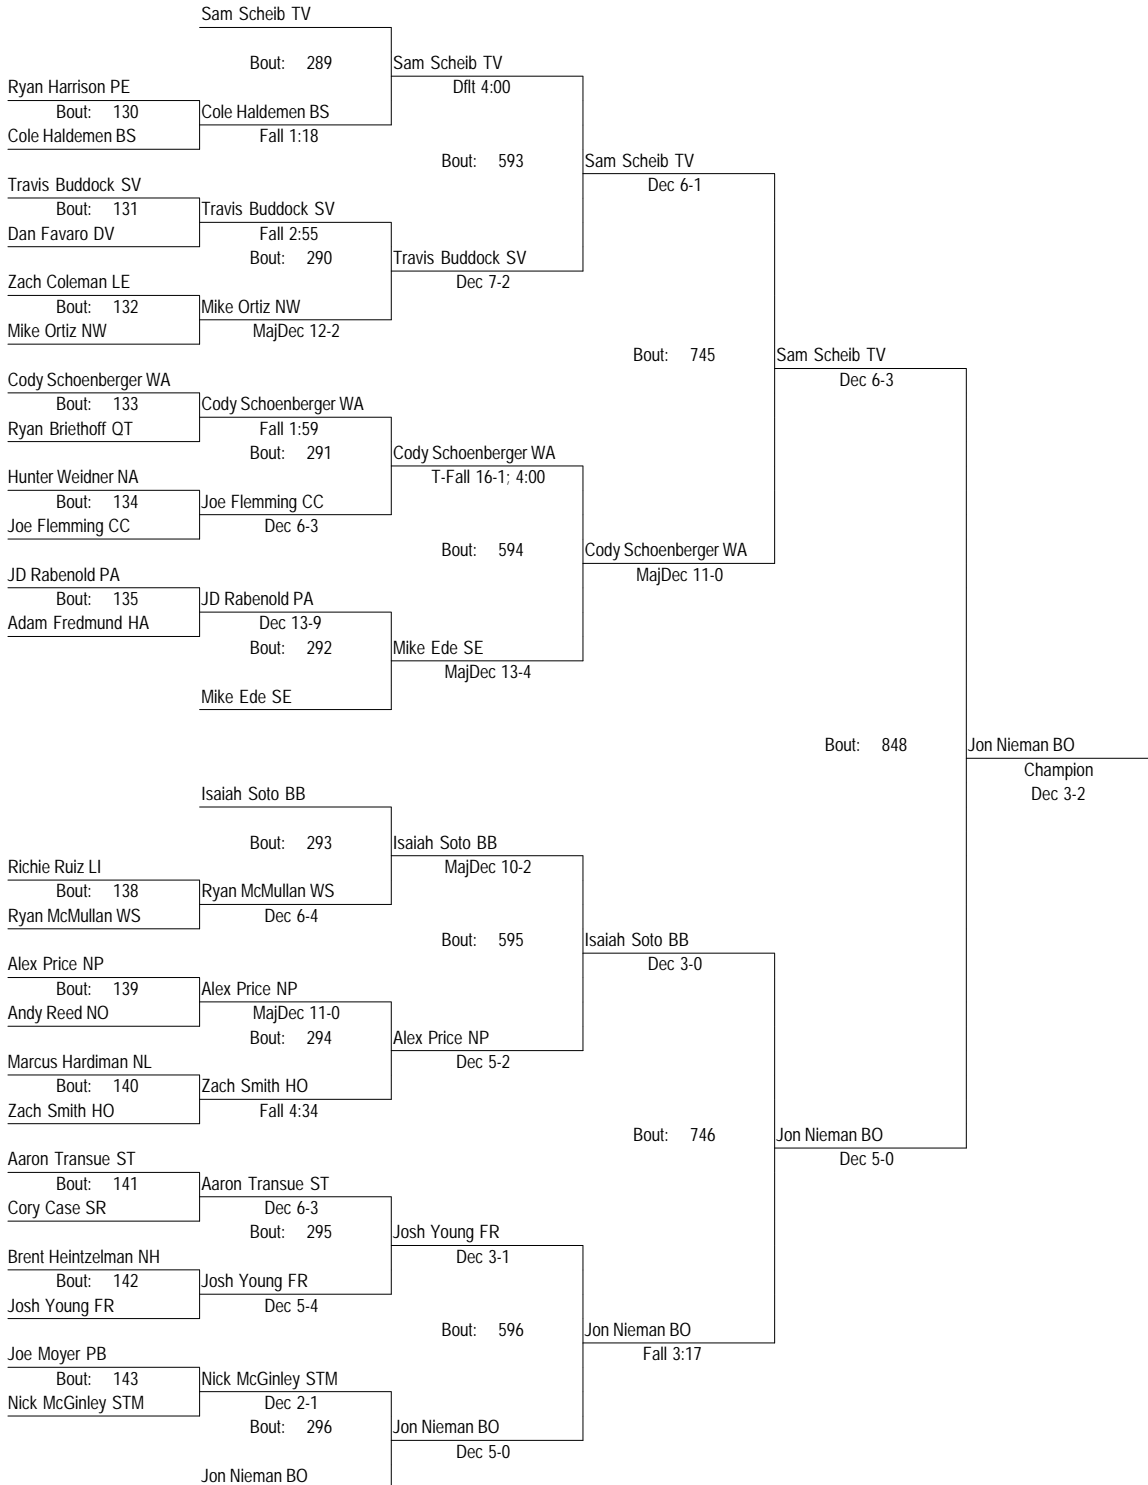 Sam Scheib TV
Bout: 289
Sam Scheib TV
Ryan Harrison PE
Dflt 4:00
Bout: 130
Cole Haldemen BS
Cole Haldemen BS
Fall 1:18
Bout: 593
Sam Scheib TV
Travis Buddock SV
Dec 6-1
Bout: 131
Travis Buddock SV
Dan Favaro DV
Fall 2:55
Bout: 290
Travis Buddock SV
Zach Coleman LE
Dec 7-2
Bout: 132
Mike Ortiz NW
Mike Ortiz NW
MajDec 12-2
Bout: 745
Sam Scheib TV
Cody Schoenberger WA
Dec 6-3
Bout: 133
Cody Schoenberger WA
Ryan Briethoff QT
Fall 1:59
Bout: 291
Cody Schoenberger WA
Hunter Weidner NA
T-Fall 16-1; 4:00
Bout: 134
Joe Flemming CC
Joe Flemming CC
Dec 6-3
Bout: 594
Cody Schoenberger WA
JD Rabenold PA
MajDec 11-0
Bout: 135
JD Rabenold PA
Adam Fredmund HA
Dec 13-9
Bout: 292
Mike Ede SE
MajDec 13-4
Mike Ede SE
Bout: 848
Jon Nieman BO
Champion
Dec 3-2
Isaiah Soto BB
Bout: 293
Isaiah Soto BB
Richie Ruiz LI
MajDec 10-2
Bout: 138
Ryan McMullan WS
Ryan McMullan WS
Dec 6-4
Bout: 595
Isaiah Soto BB
Alex Price NP
Dec 3-0
Bout: 139
Alex Price NP
Andy Reed NO
MajDec 11-0
Bout: 294
Alex Price NP
Marcus Hardiman NL
Dec 5-2
Bout: 140
Zach Smith HO
Zach Smith HO
Fall 4:34
Bout: 746
Jon Nieman BO
Aaron Transue ST
Dec 5-0
Bout: 141
Aaron Transue ST
Cory Case SR
Dec 6-3
Bout: 295
Josh Young FR
Brent Heintzelman NH
Dec 3-1
Bout: 142
Josh Young FR
Josh Young FR
Dec 5-4
Bout: 596
Jon Nieman BO
Joe Moyer PB
Fall 3:17
Bout: 143
Nick McGinley STM
Nick McGinley STM
Dec 2-1
Bout: 296
Jon Nieman BO
Dec 5-0
Jon Nieman BO